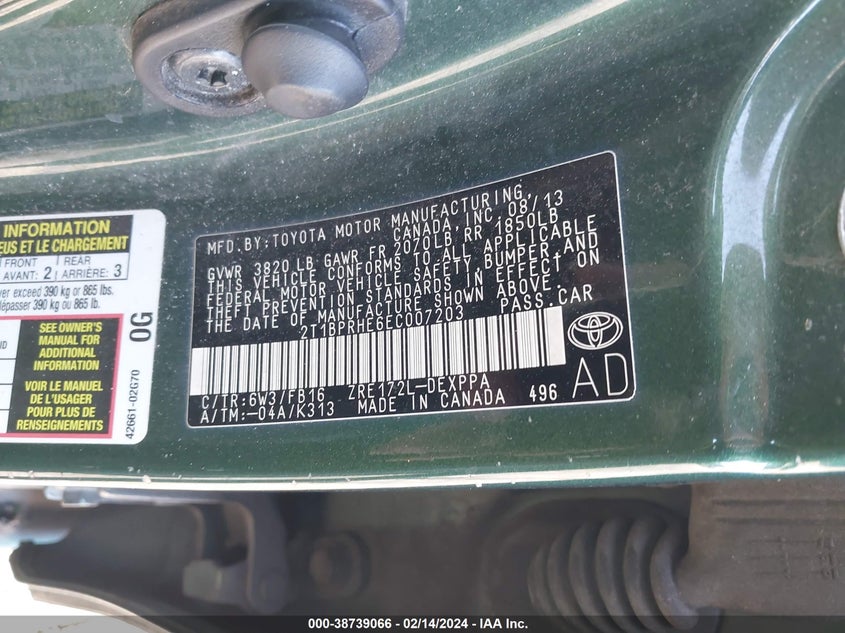 INFORMATION
EUS ET LE CHARGEMENT
FRONT REAR
AVANT: 2 ARRIÈRE: 3
ver exceed 390 kg or 865 lbs.
dépasser 390 kg ou 865 lb.
SEE OWNER'S
MANUAL FOR
ADDITIONAL
INFORMATION
VOIR LE MANUEL
DE L'USAGER
POUR PLUS DE
RENSEIGNEMENTS
0G
42661-02G70
MFD.BY:TOYOTA MOTOR MANUFACTURING,
CANADA, INC. 08/13
GVWR 3820 LB GAWR FR 2070LB RR 1850LB
THIS VEHICLE CONFORMS TO ALL APPLICABLE
FEDERAL MOTOR VEHICLE SAFETY, BUMPER AND
THEFT PREVENTION STANDARDS IN EFFECT ON
THE DATE OF MANUFACTURE SHOWN ABOVE.
2T1BPRHE6EC007203 PASS.CAR
C/TR:6W3/FB16 ZRE172L-DEXPPA
A/TM:-04A/K313 MADE IN CANADA 496
AD
000-38739066 - 02/14/2024 - IAA Inc.